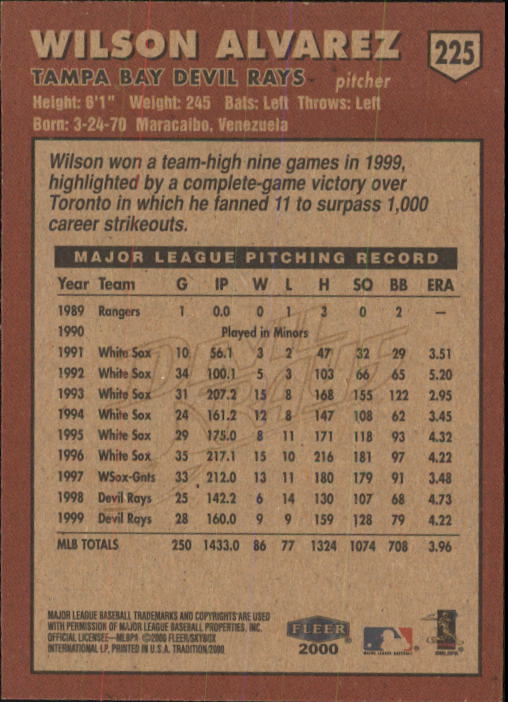 WILSON ALVAREZ
225
TAMPA BAY DEVIL RAYS pitcher
Height: 6'1" Weight: 245 Bats: Left Throws: Left
Born: 3-24-70 Maracaibo, Venezuela
Wilson won a team-high nine games in 1999,
highlighted by a complete-game victory over
Toronto in which he fanned 11 to surpass 1,000
career strikeouts.
MAJOR LEAGUE PITCHING RECORD
Year Team G IP W L H SO BB ERA
1989 Rangers 1 0.0 0 1 3 0 2 —
1990 Played in Minors
1991 White Sox 10 56.1 3 2 47 32 29 3.51
1992 White Sox 34 100.1 5 3 103 66 65 5.20
1993 White Sox 31 207.2 15 8 168 155 122 2.95
1994 White Sox 24 161.2 12 8 147 108 62 3.45
1995 White Sox 29 175.0 8 11 171 118 93 4.32
1996 White Sox 35 217.1 15 10 216 181 97 4.22
1997 WSox-Gnts 33 212.0 13 11 180 179 91 3.48
1998 Devil Rays 25 142.2 6 14 130 107 68 4.73
1999 Devil Rays 28 160.0 9 9 159 128 79 4.22
MLB TOTALS 250 1433.0 86 77 1324 1074 708 3.96
MAJOR LEAGUE BASEBALL TRADEMARKS AND COPYRIGHTS ARE USED
WITH PERMISSION OF MAJOR LEAGUE BASEBALL PROPERTIES, INC.
OFFICIAL LICENSEE—MLBPA ©2000 FLEER/SKYBOX
INTERNATIONAL LP. PRINTED IN U.S.A. TRADITION/2000
FLEER
2000